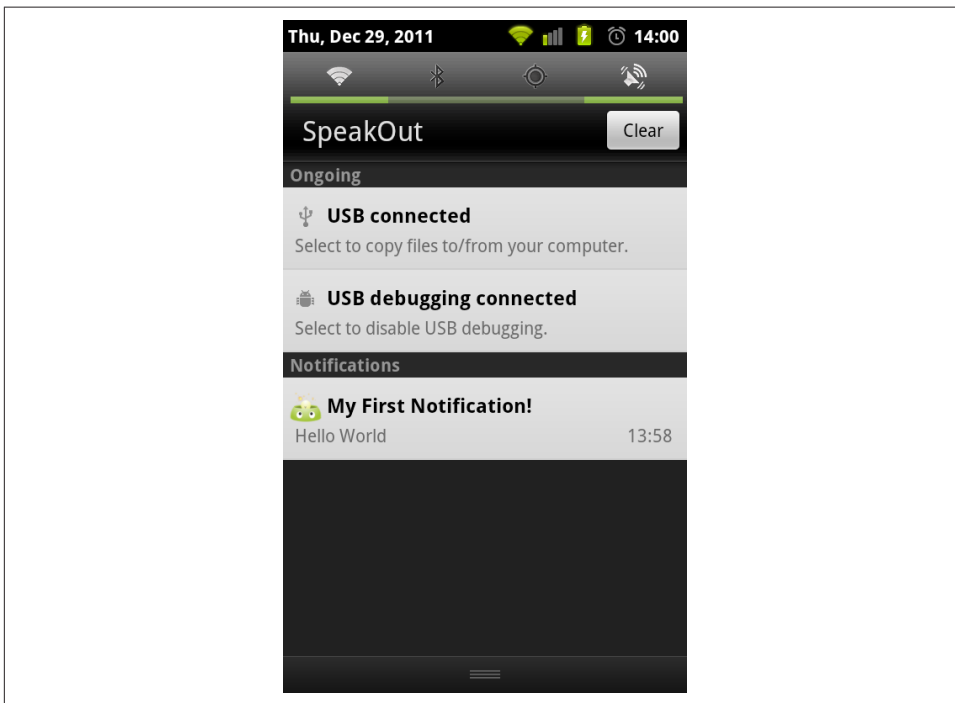 Thu, Dec 29, 2011 14:00
SpeakOut Clear
Ongoing
USB connected
Select to copy files to/from your computer.
USB debugging connected
Select to disable USB debugging.
Notifications
My First Notification!
Hello World 13:58